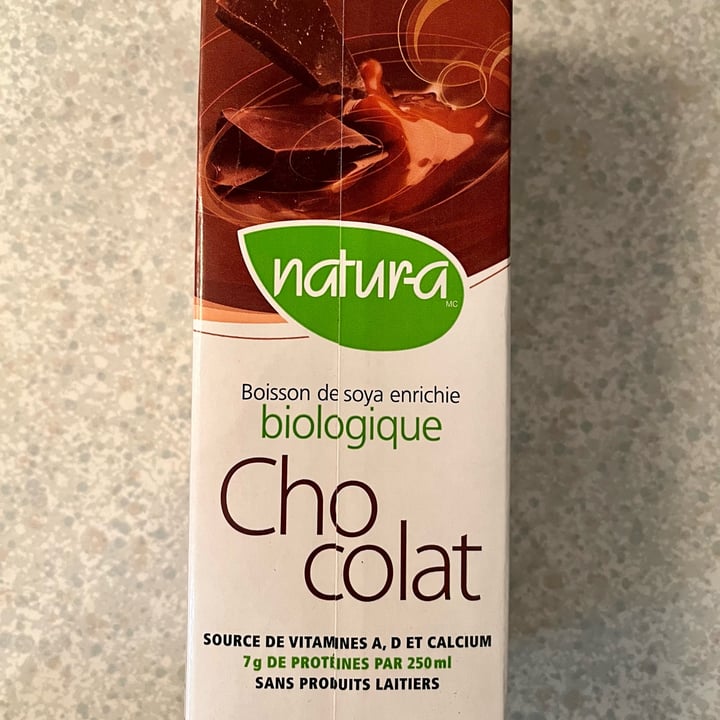 natur-a
MC
Boisson de soya enrichie
biologique
Cho
colat
SOURCE DE VITAMINES A, D ET CALCIUM
7g DE PROTÉINES PAR 250ml
SANS PRODUITS LAITIERS